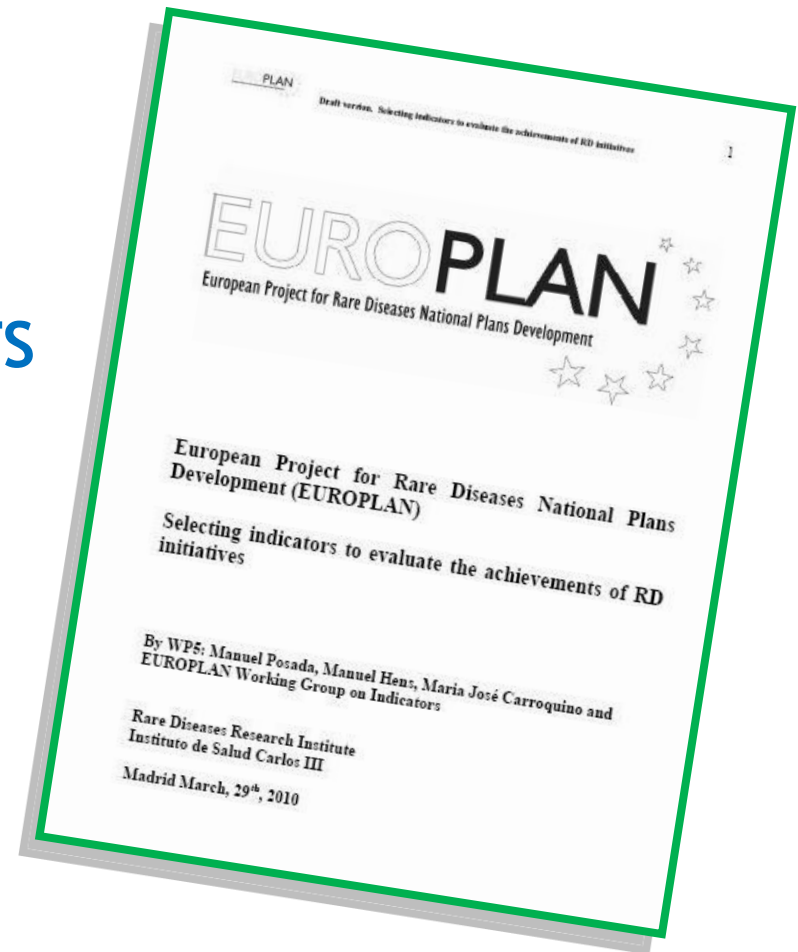 EUROPLAN
Draft version. Selecting indicators to evaluate the achievements of RD initiatives
1
EUROPLAN
European Project for Rare Diseases National Plans Development
European Project for Rare Diseases National Plans
Development (EUROPLAN)
Selecting indicators to evaluate the achievements of RD
initiatives
By WP5: Manuel Posada, Manuel Hens, Maria José Carroquino and
EUROPLAN Working Group on Indicators
Rare Diseases Research Institute
Instituto de Salud Carlos III
Madrid March, 29th, 2010